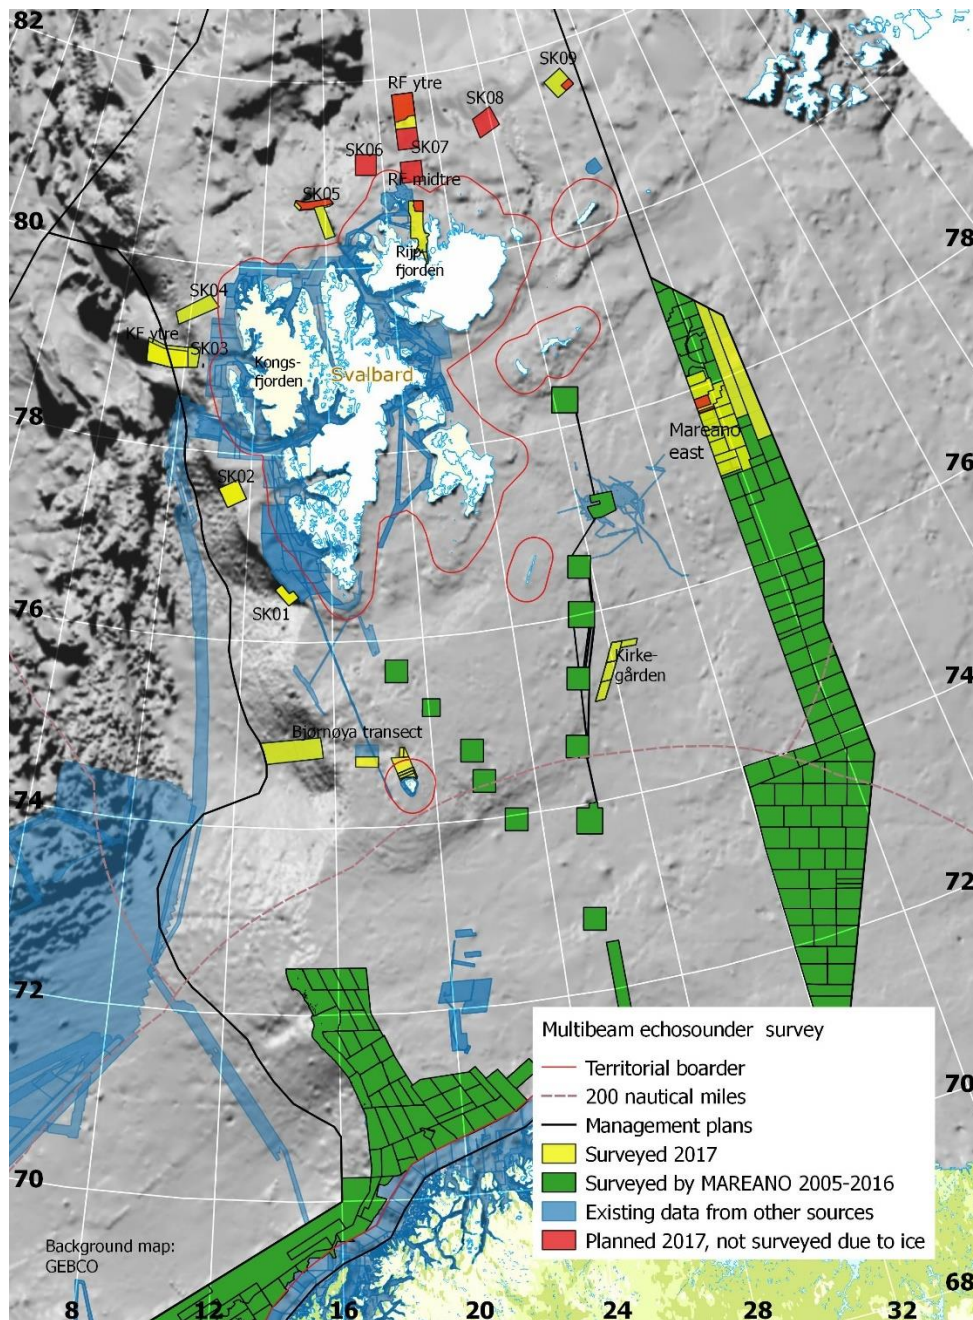 82
SK09
RF ytre
SK08
SK07
SK06
RF midtre
SK05
80
78
Rijp-
fjorden
SK04
KF ytre
SK03
Kongs-
fjorden
Svalbard
78
Mareano
east
76
SK02
76
SK01
Kirke-
gården
74
Bjørnøya transect
74
72
72
Multibeam echosounder survey
Territorial boarder
200 nautical miles
Management plans
Surveyed 2017
Surveyed by MAREANO 2005-2016
Existing data from other sources
Planned 2017, not surveyed due to ice
70
70
Background map:
GEBCO
68
8
12
16
20
24
28
32